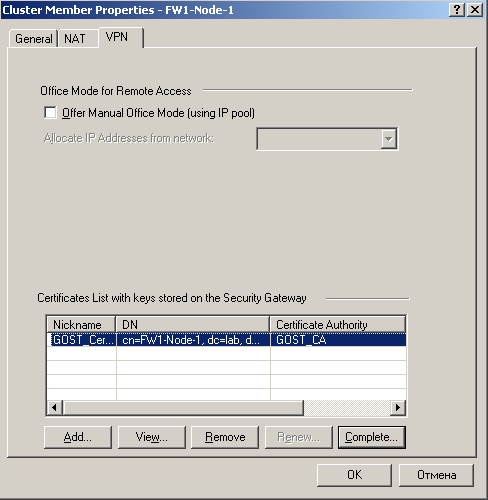 Cluster Member Properties - FW1-Node-1
General NAT VPN
Office Mode for Remote Access
Offer Manual Office Mode (using IP pool)
Allocate IP Addresses from network:
Certificates List with keys stored on the Security Gateway
Nickname DN Certificate Authority
GOST_Cer... cn=FW1-Node-1, dc=lab, d... GOST_CA
Add... View... Remove Renew... Complete...
OK Отмена